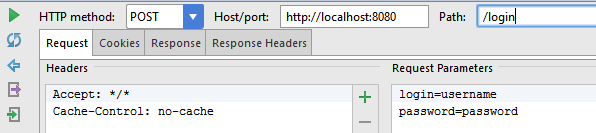 HTTP method: POST Host/port: http://localhost:8080 Path: /login
Request Cookies Response Response Headers
Headers Request Parameters
Accept: */* login=username
Cache-Control: no-cache password=password